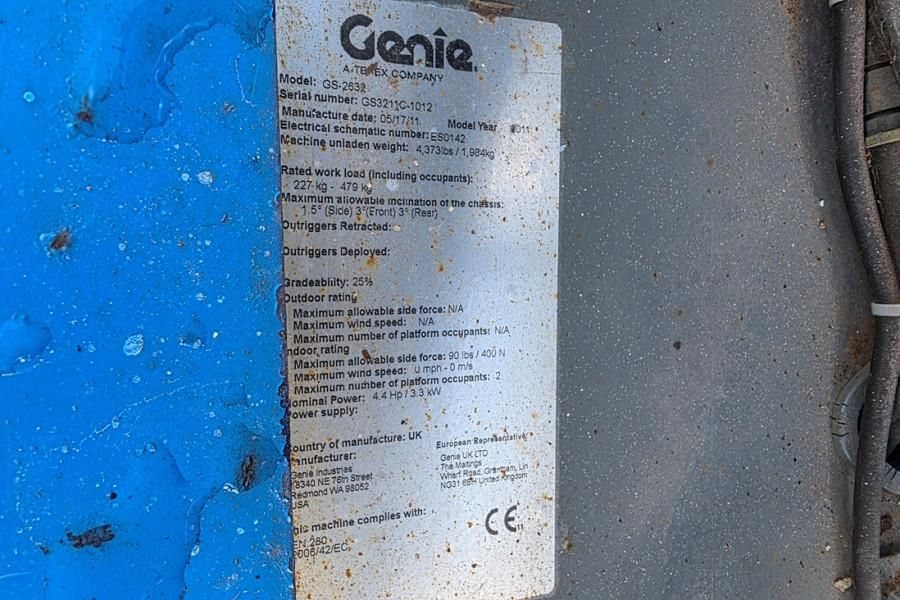 Genie
A TEREX COMPANY
Model: GS-2632
Serial number: GS3211C-1012
Manufacture date: 05/17/11 Model Year 2011
Electrical schematic number: ES0142
Machine unladen weight: 4,373lbs / 1,984kg
Rated work load (including occupants):
227 kg - 479 kg
Maximum allowable inclination of the chassis:
1.5° (Side) 3°(Front) 3° (Rear)
Outriggers Retracted:
Outriggers Deployed:
Gradeability: 25%
Outdoor rating
Maximum allowable side force: N/A
Maximum wind speed: N/A
Maximum number of platform occupants: N/A
ndoor rating
Maximum allowable side force: 90 lbs / 400 N
Maximum wind speed: 0 mph - 0 m/s
Maximum number of platform occupants: 2
Nominal Power: 4.4 Hp / 3.3 kW
Power supply:
ountry of manufacture: UK
anufacturer:
Genie Industries
18340 NE 76th Street
Redmond WA 98052
USA
European Representative:
Genie UK LTD
The Maltings
Wharf Road, Grantham, Lin
NG31 6BH United Kingdom
his machine complies with:
EN 280
2006/42/EC
CE 11